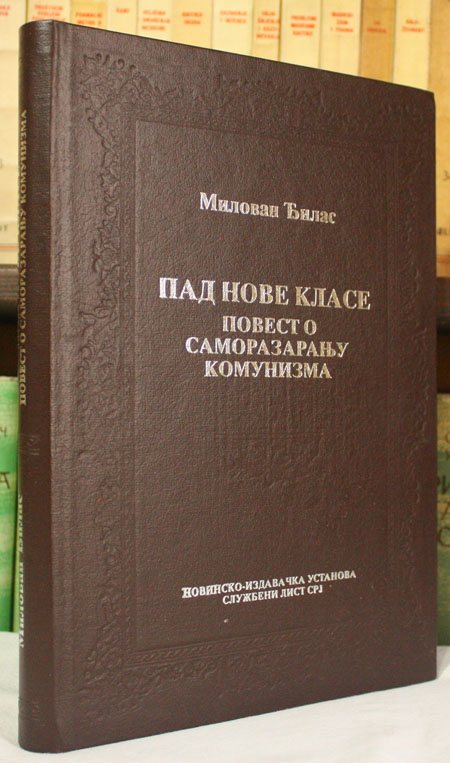 Милован Ђилас
ПАД НОВЕ КЛАСЕ
ПОВЕСТ О
САМОРАЗАРАЊУ
КОМУНИЗМА
НОВИНСКО-ИЗДАВАЧКА УСТАНОВА
СЛУЖБЕНИ ЛИСТ СРЈ
ПОВЕСТ О САМОРАЗАРАЊУ КОМУНИЗМА
Милован Ђилас